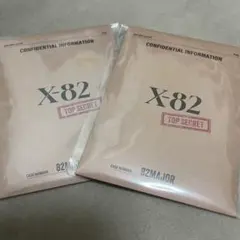 CONFIDENTIAL INFORMATION
X-82
TOP SECRET
82MAJOR
CONFIDENTIAL INFORMATION
X-82
TOP SECRET
82MAJOR